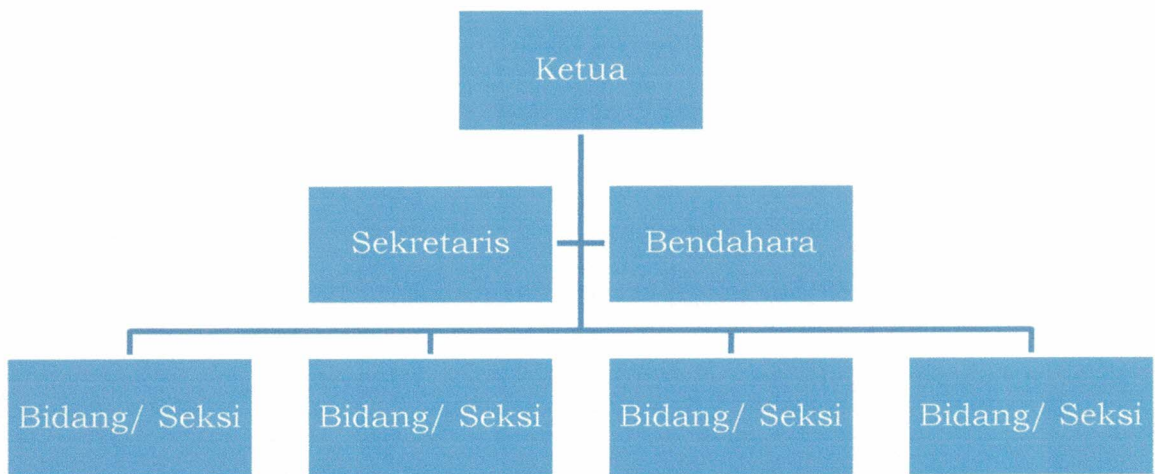 Ketua
Sekretaris
Bendahara
Bidang/ Seksi
Bidang/ Seksi
Bidang/ Seksi
Bidang/ Seksi